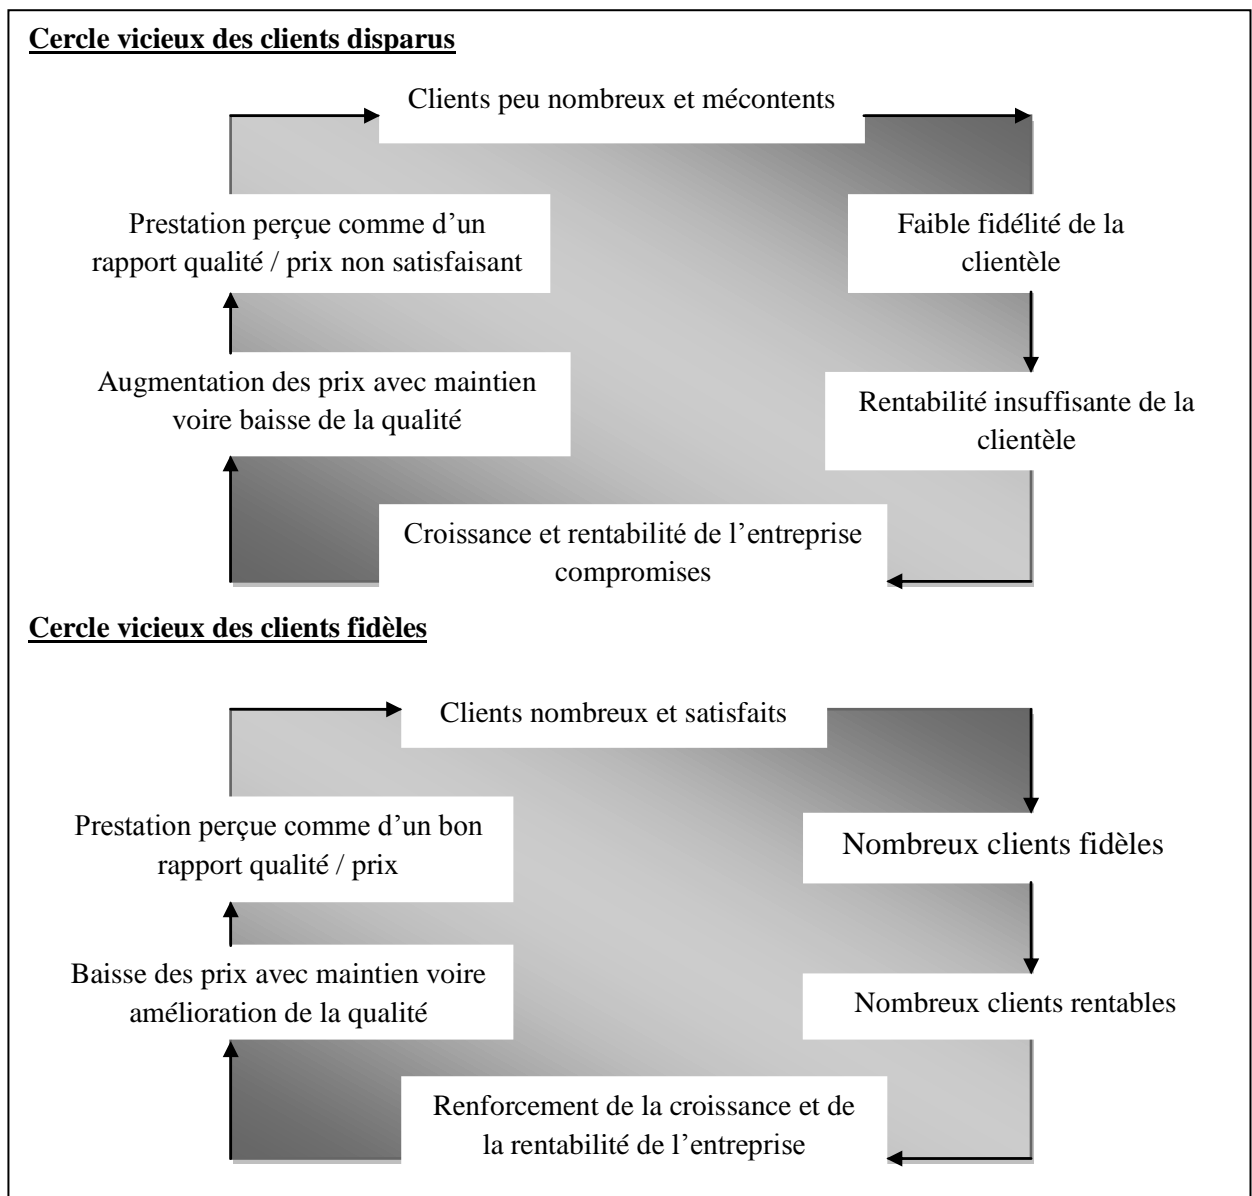 Cercle vicieux des clients disparus
Clients peu nombreux et mécontents
Prestation perçue comme d’un
rapport qualité / prix non satisfaisant
Faible fidélité de la
clientèle
Augmentation des prix avec maintien
voire baisse de la qualité
Rentabilité insuffisante de la
clientèle
Croissance et rentabilité de l’entreprise
compromises
Cercle vicieux des clients fidèles
Clients nombreux et satisfaits
Prestation perçue comme d’un bon
rapport qualité / prix
Nombreux clients fidèles
Baisse des prix avec maintien voire
amélioration de la qualité
Nombreux clients rentables
Renforcement de la croissance et de
la rentabilité de l’entreprise